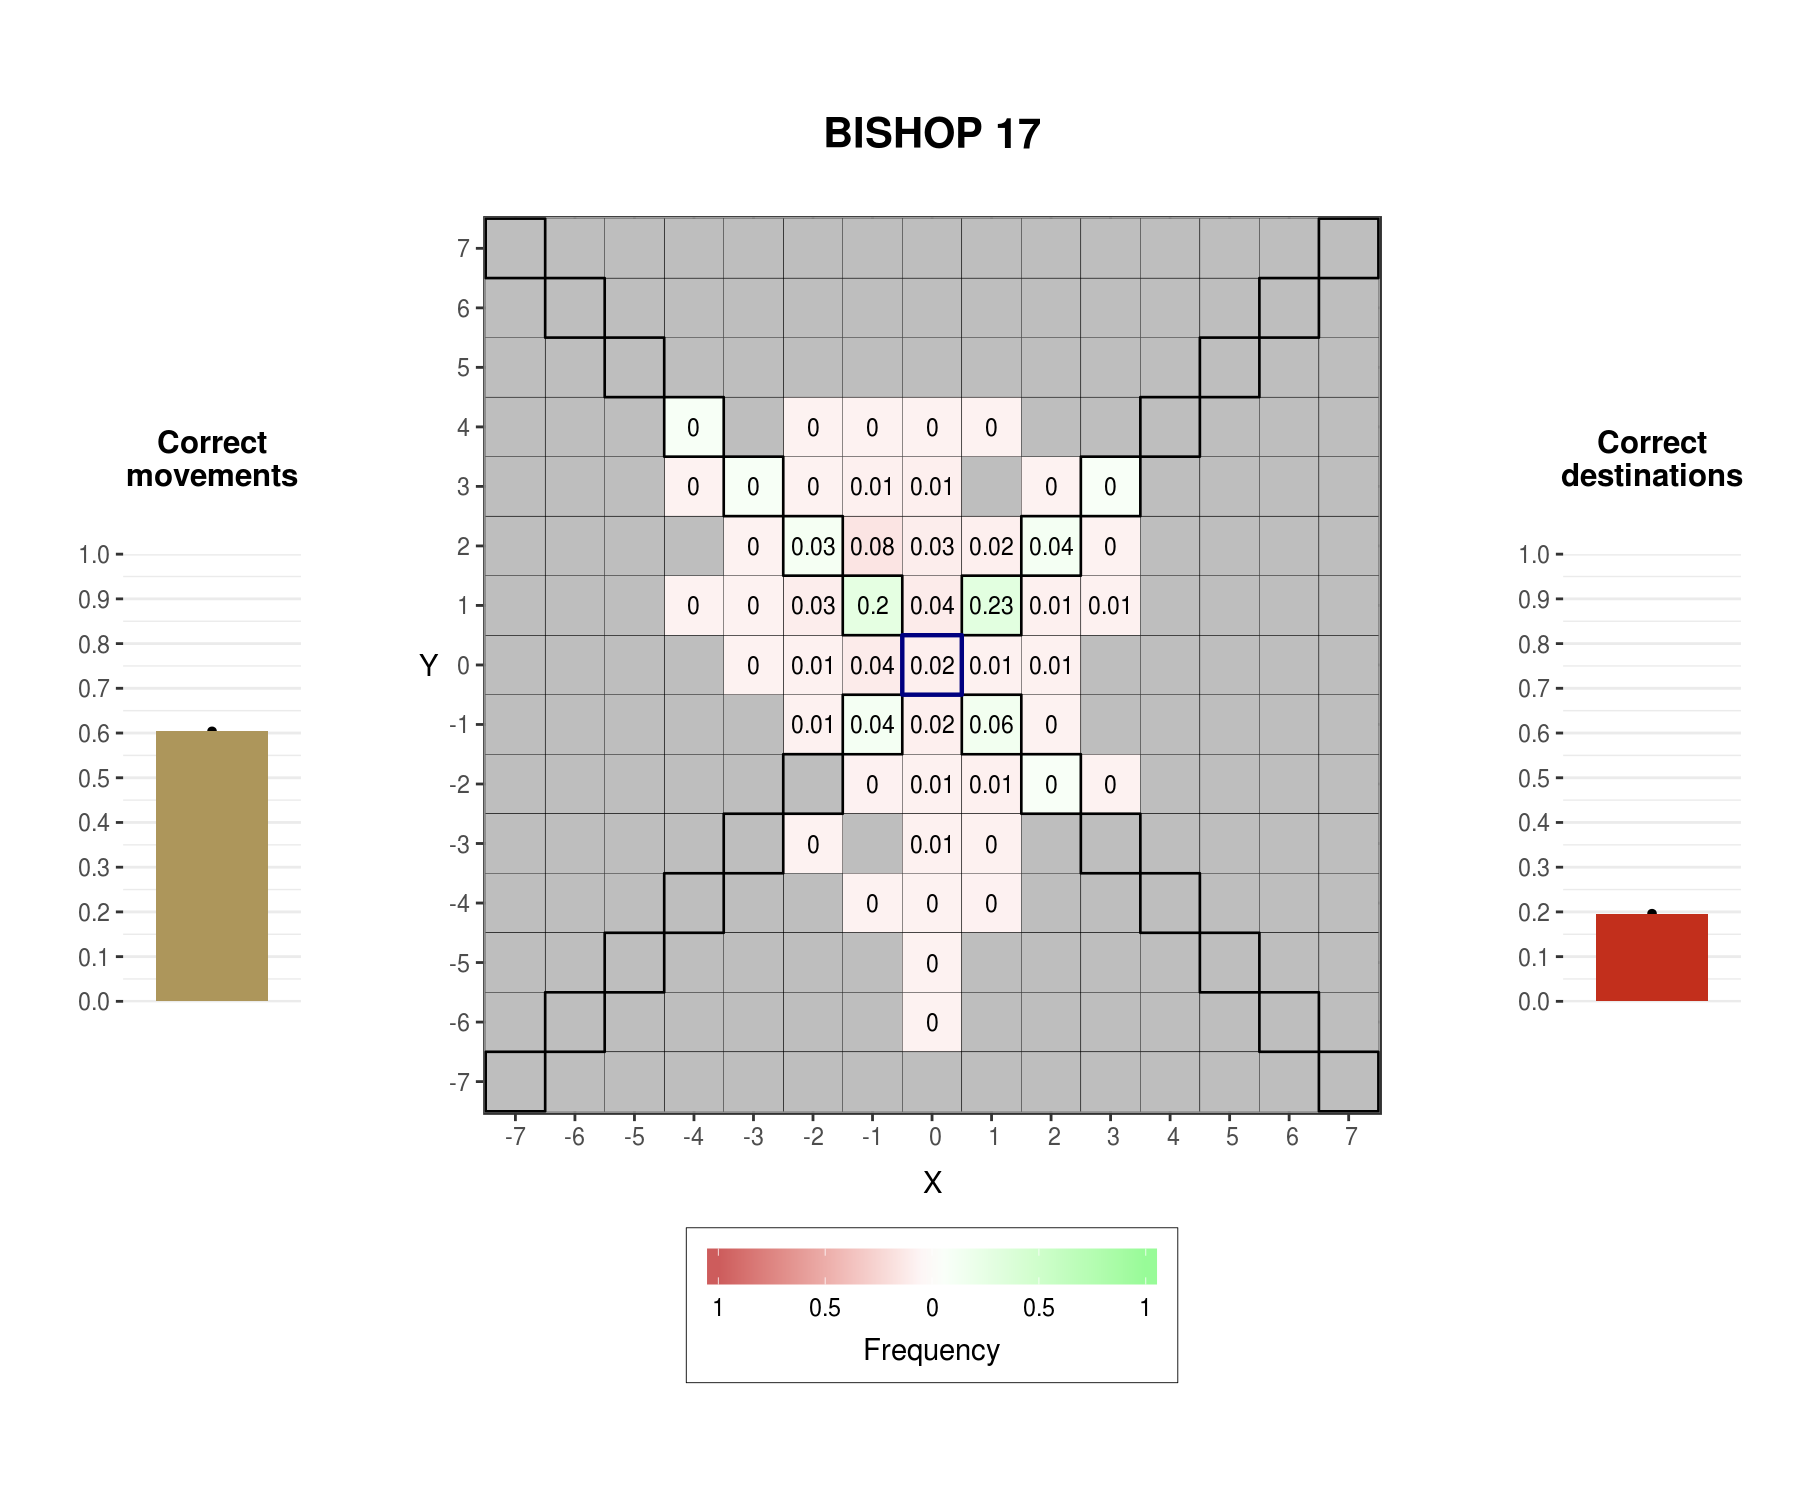 BISHOP 17
Correct
movements
1.0
0.9
0.8
0.7
0.6
0.5
0.4
0.3
0.2
0.1
0.0
Y
7
6
5
4 0 0 0 0 0
3 0 0 0 0.01 0.01 0 0
2 0 0.03 0.08 0.03 0.02 0.04 0
1 0 0 0.03 0.2 0.04 0.23 0.01 0.01
0 0 0.01 0.04 0.02 0.01 0.01
-1 0.01 0.04 0.02 0.06 0
-2 0 0.01 0.01 0 0
-3 0 0.01 0
-4 0 0 0
-5 0
-6 0
-7
-7 -6 -5 -4 -3 -2 -1 0 1 2 3 4 5 6 7
X
1 0.5 0 0.5 1
Frequency
Correct
destinations
1.0
0.9
0.8
0.7
0.6
0.5
0.4
0.3
0.2
0.1
0.0